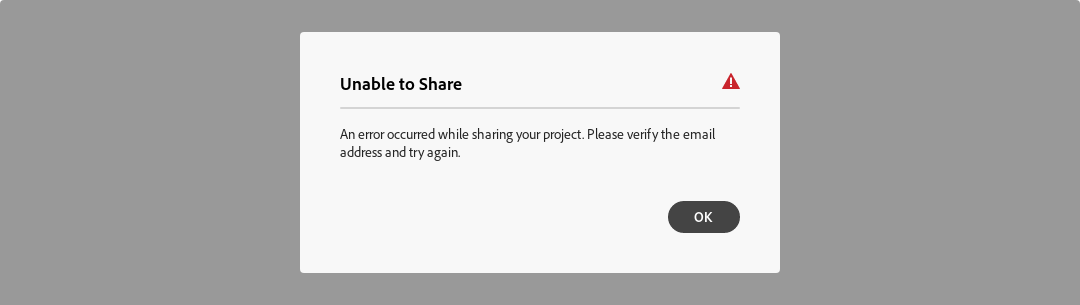 Unable to Share
An error occurred while sharing your project. Please verify the email
address and try again.
OK